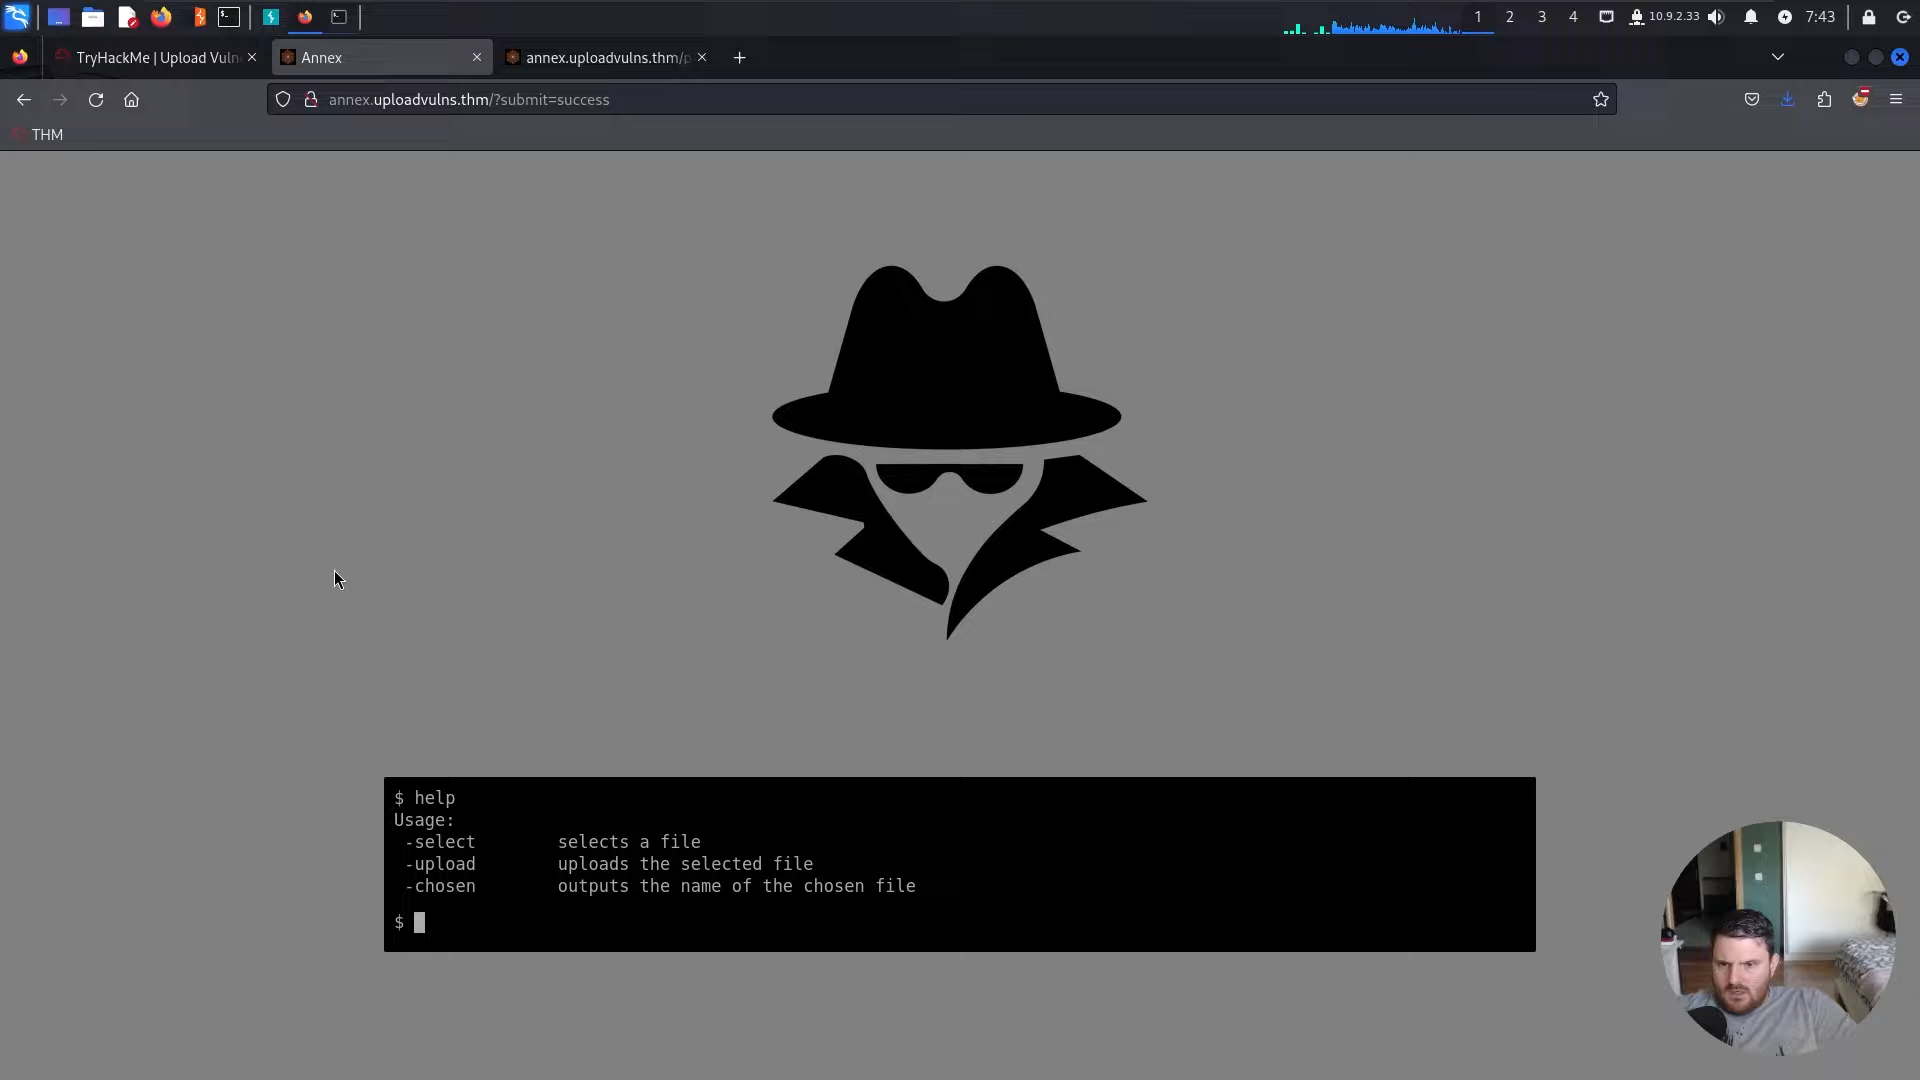 1 2 3 4 10.9.2.33 7:43
TryHackMe | Upload Vuln Annex annex.uploadvulns.thm/p
annex.uploadvulns.thm/?submit=success
THM
$ help
Usage:
-select selects a file
-upload uploads the selected file
-chosen outputs the name of the chosen file
$